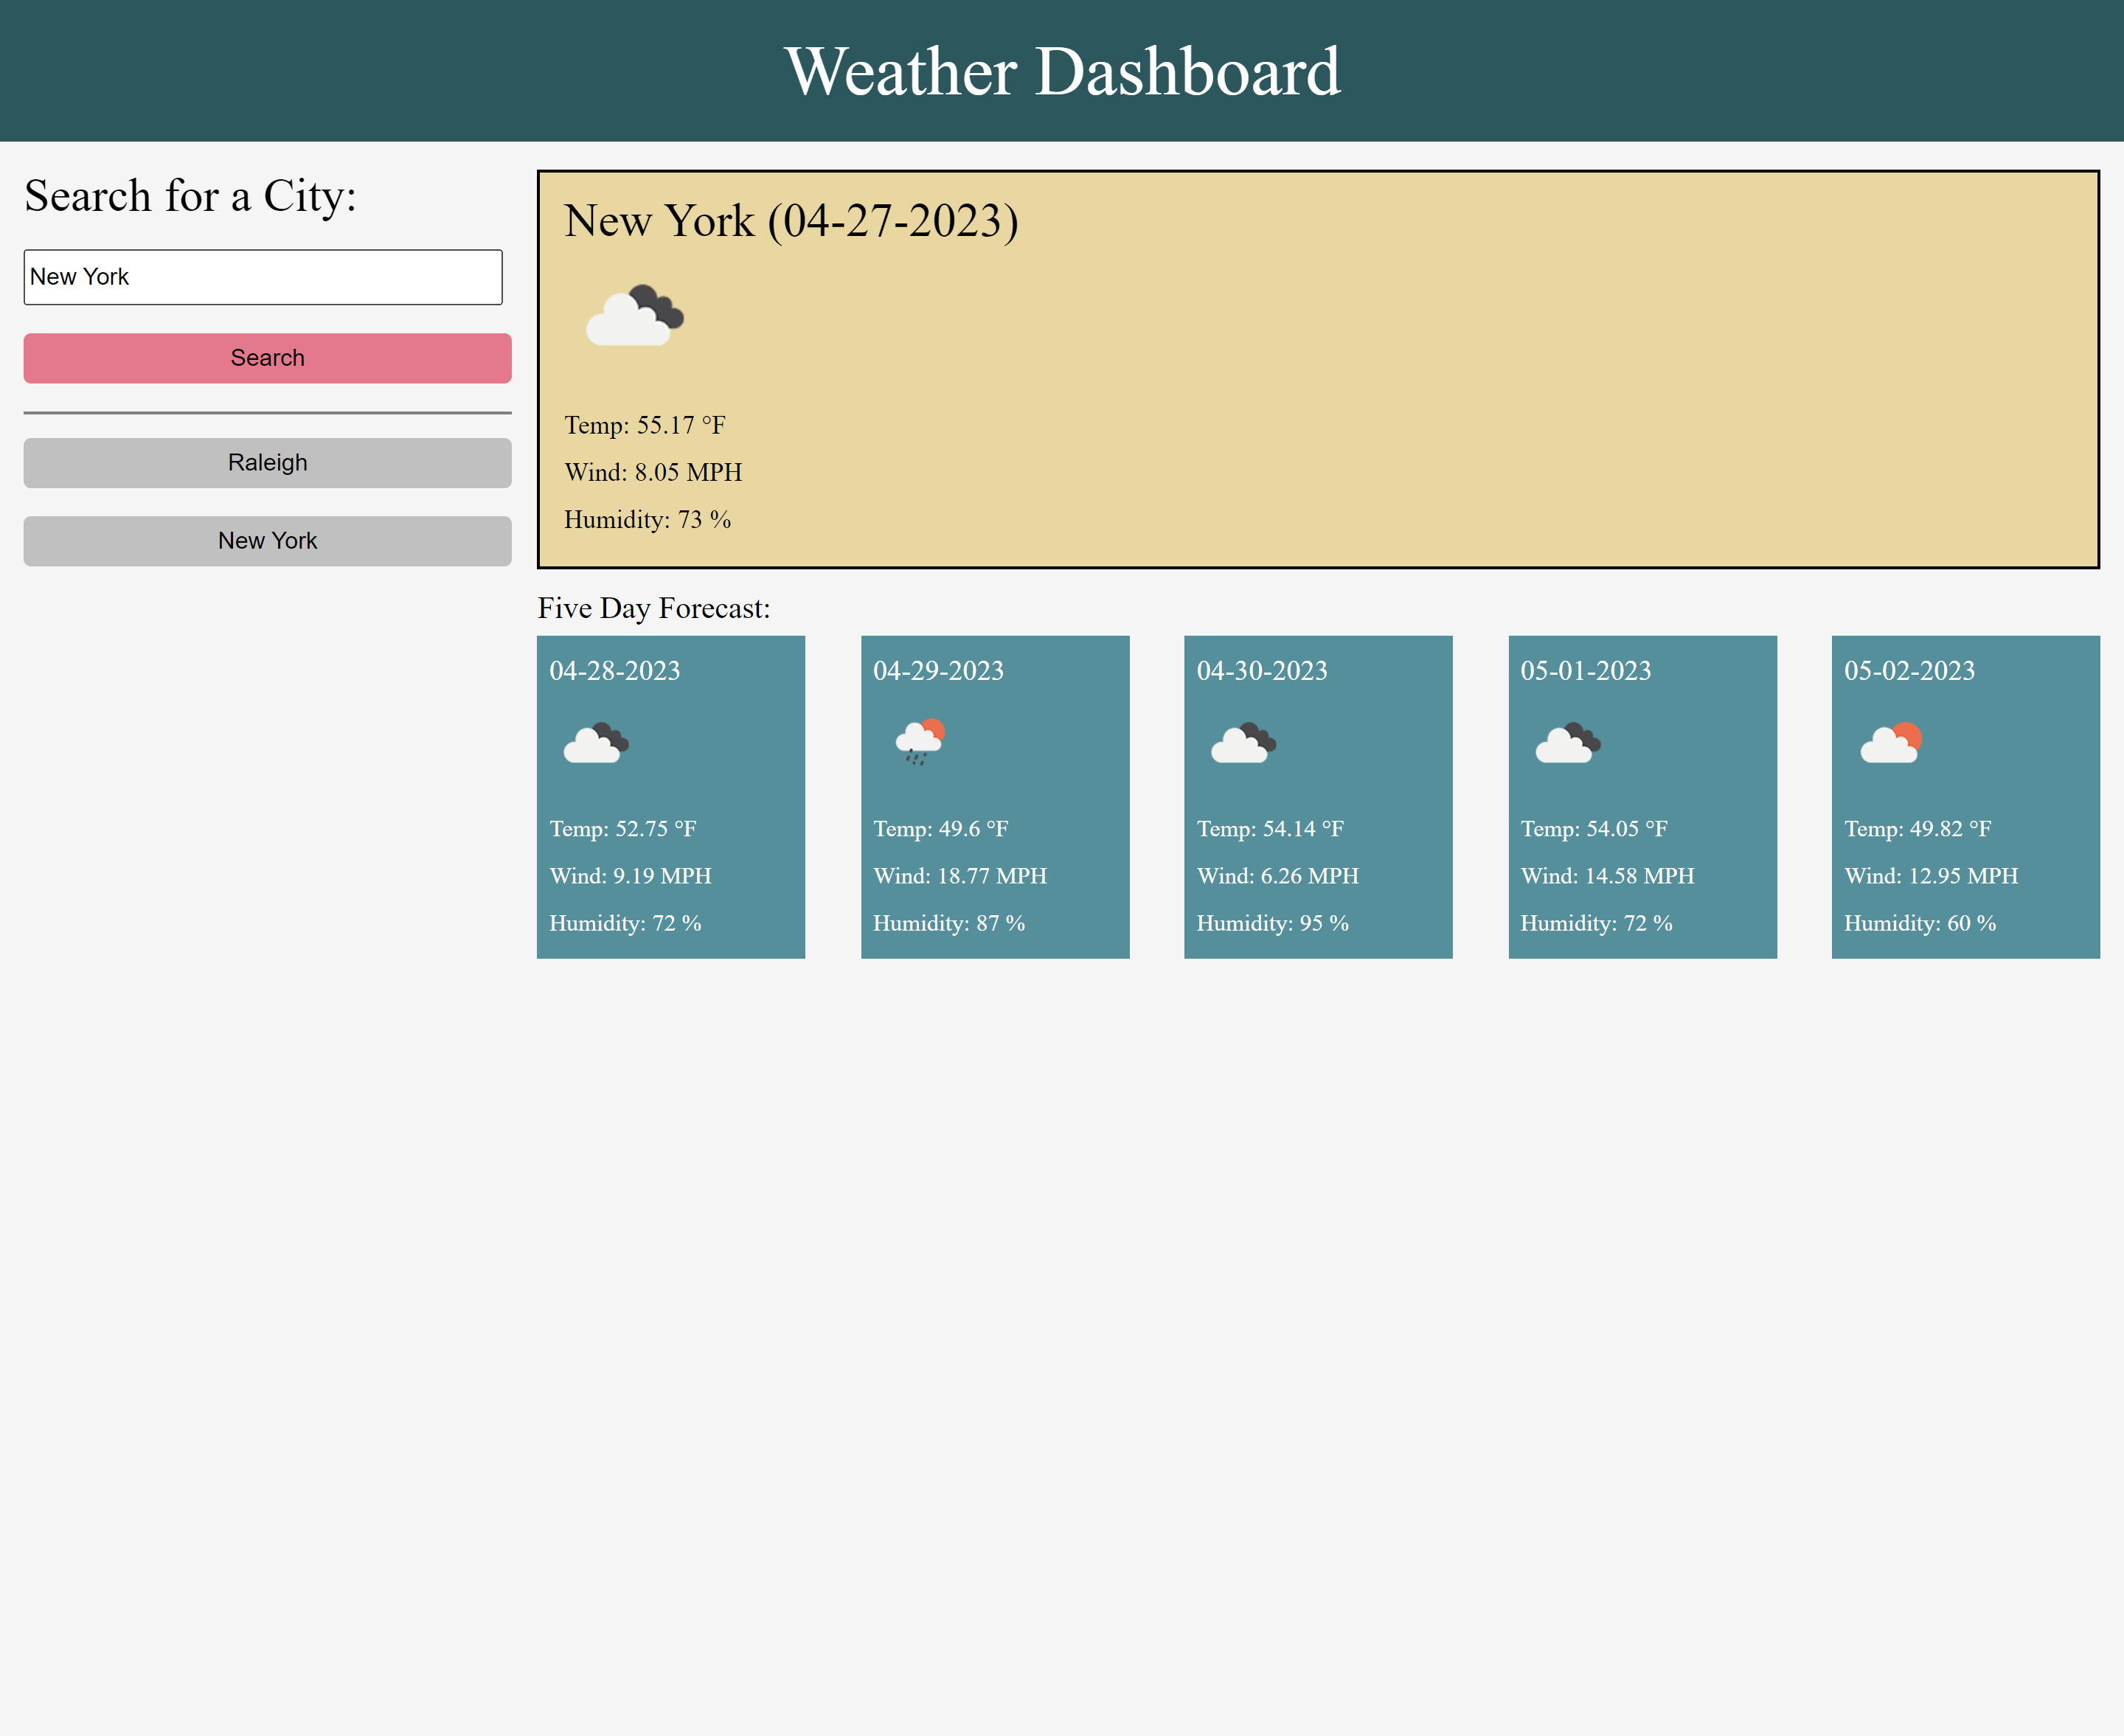 Weather Dashboard
Search for a City:
New York
Search
Raleigh
New York
New York (04-27-2023)
Temp: 55.17 °F
Wind: 8.05 MPH
Humidity: 73 %
Five Day Forecast:
04-28-2023
Temp: 52.75 °F
Wind: 9.19 MPH
Humidity: 72 %
04-29-2023
Temp: 49.6 °F
Wind: 18.77 MPH
Humidity: 87 %
04-30-2023
Temp: 54.14 °F
Wind: 6.26 MPH
Humidity: 95 %
05-01-2023
Temp: 54.05 °F
Wind: 14.58 MPH
Humidity: 72 %
05-02-2023
Temp: 49.82 °F
Wind: 12.95 MPH
Humidity: 60 %